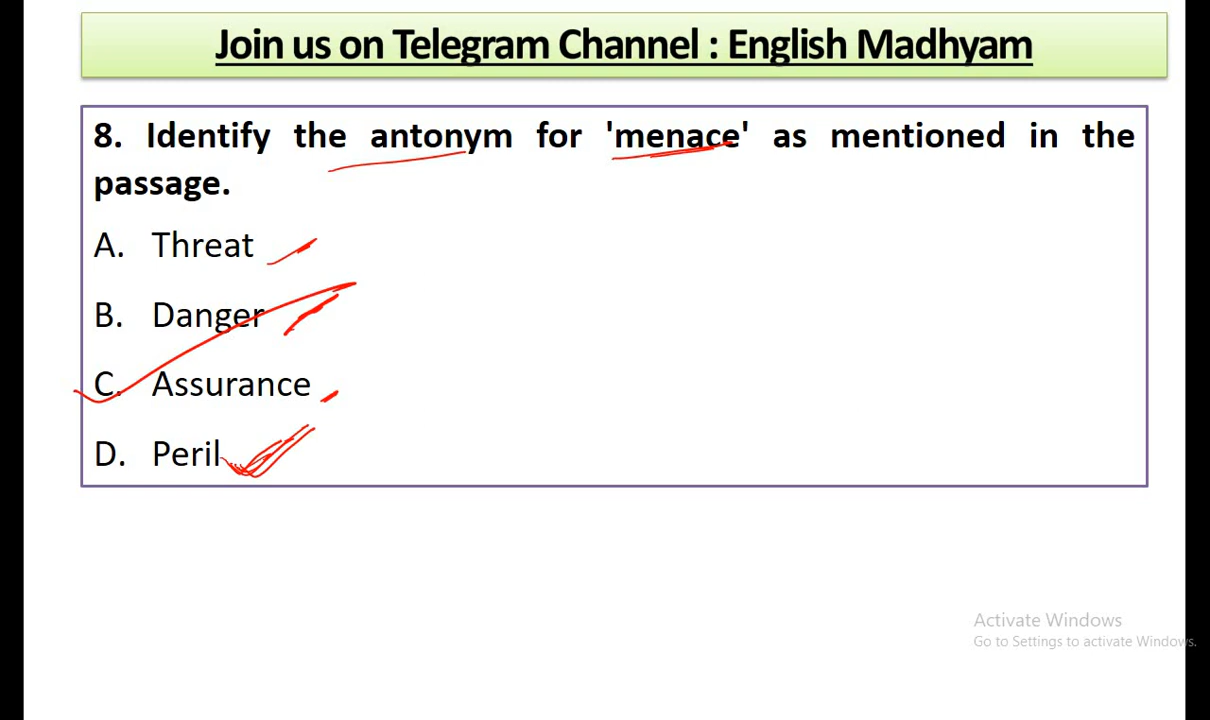 Join us on Telegram Channel : English Madhyam
8. Identify the antonym for 'menace' as mentioned in the
passage.
A. Threat
B. Danger
C. Assurance
D. Peril
Activate Windows
Go to Settings to activate Windows.